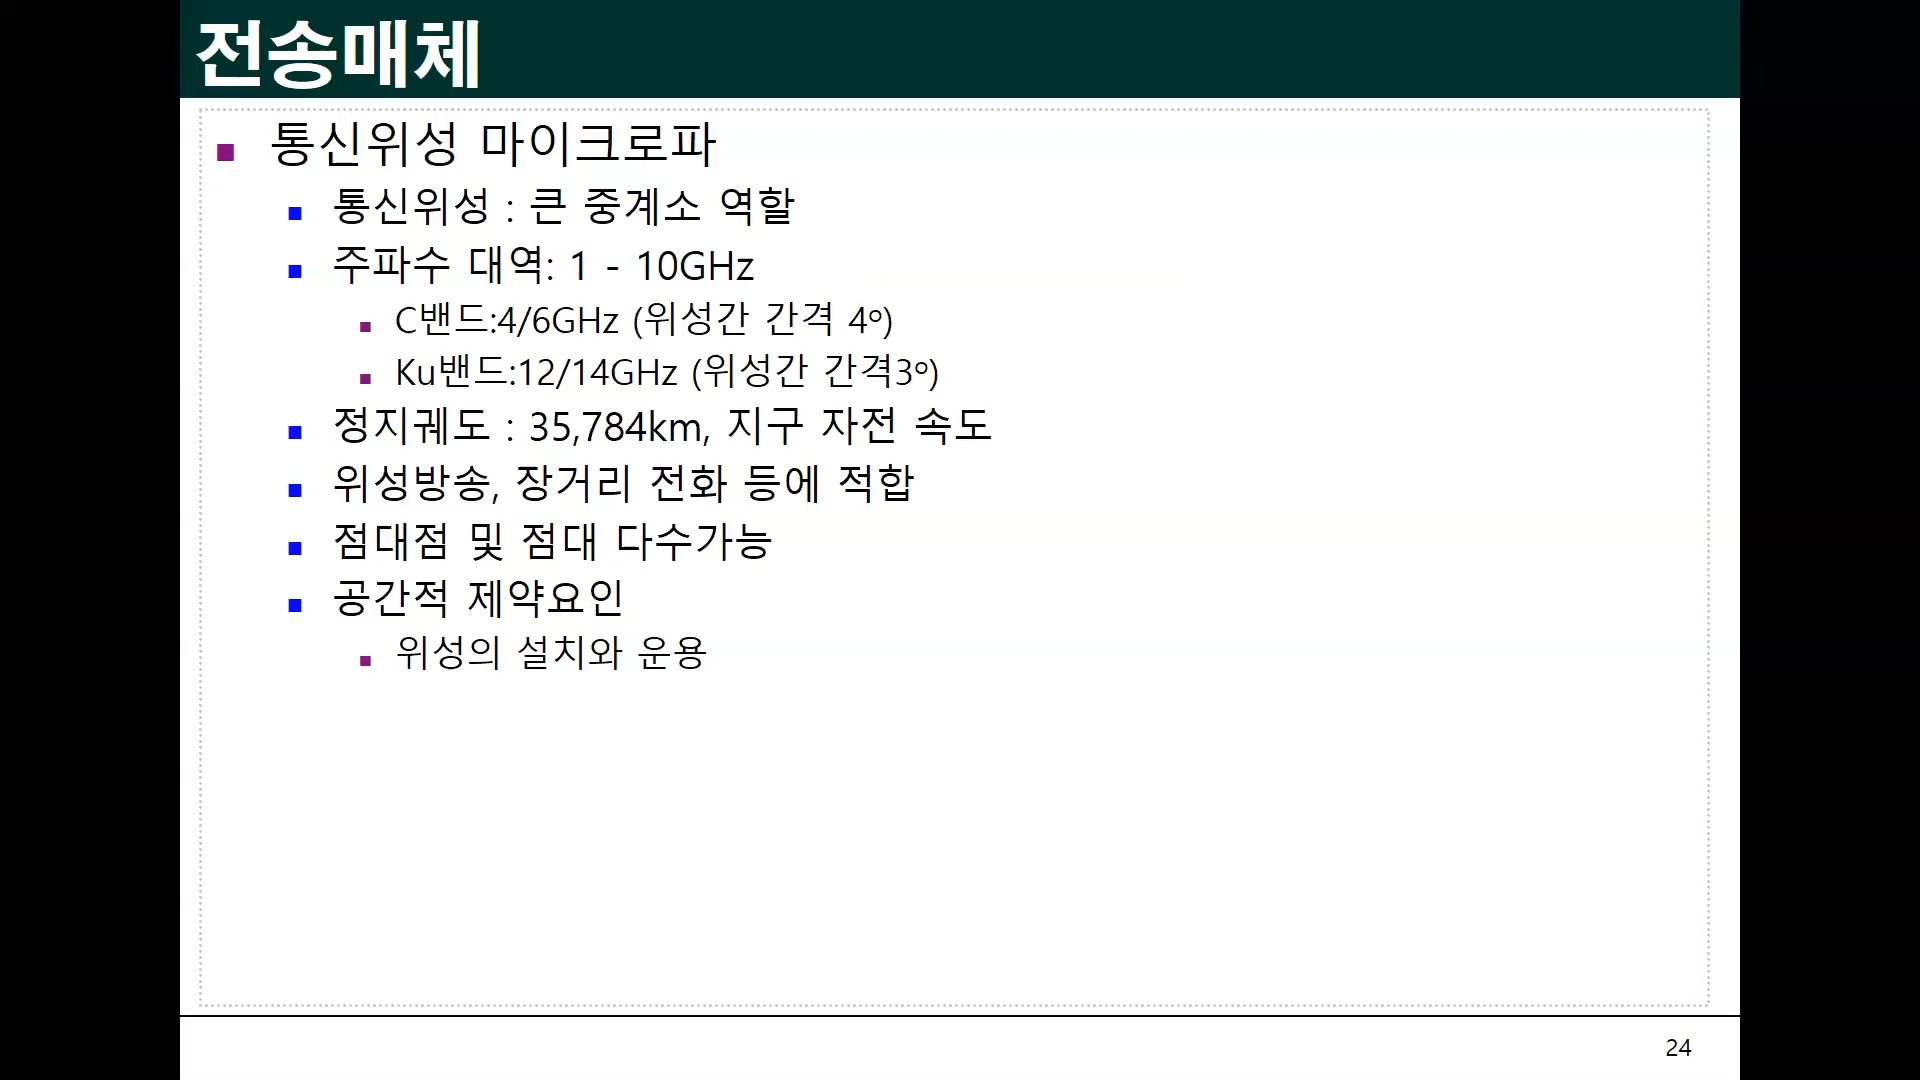 전송매체
통신위성 마이크로파
통신위성 : 큰 중계소 역할
주파수 대역: 1 - 10GHz
C밴드:4/6GHz (위성간 간격 4º)
Ku밴드:12/14GHz (위성간 간격3º)
정지궤도 : 35,784km, 지구 자전 속도
위성방송, 장거리 전화 등에 적합
점대점 및 점대 다수가능
공간적 제약요인
위성의 설치와 운용
24